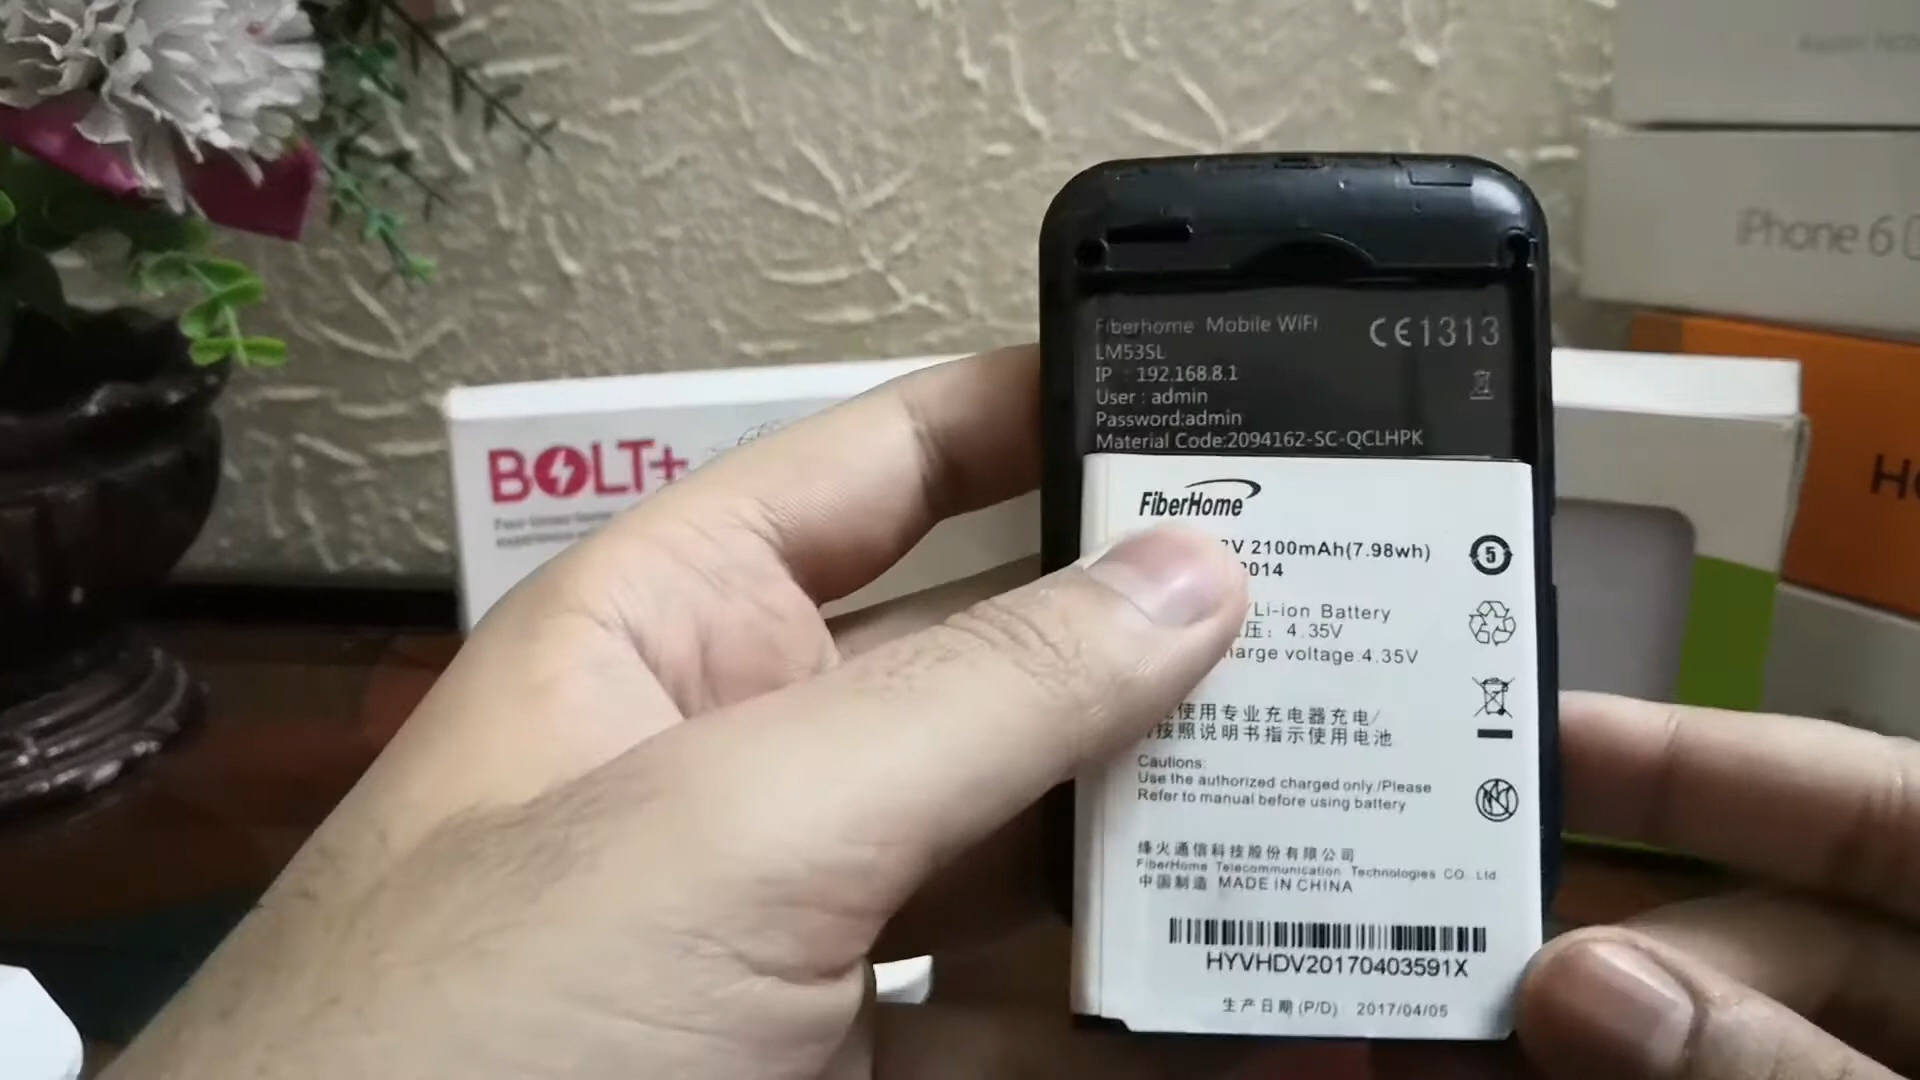 iPhone 6
Fiberhome Mobile WiFi
CE1313
LM53SL
IP : 192.168.8.1
User : admin
Password:admin
Material Code:2094162-SC-QCLHPK
BOLT+
FiberHome
V 2100mAh(7.98wh)
5
014
/Li-ion Battery
压: 4.35V
voltage:4.35V
使用专业充电器充电/
按照说明书指示使用电池
Cautions:
Use the authorized charged only./Please
Refer to manual before using battery
烽火通信科技股份有限公司
FiberHome Telecommunication Technologies CO. Ltd
中国制造 MADE IN CHINA
HYVHDV20170403591X
生产日期(P/D) 2017/04/05